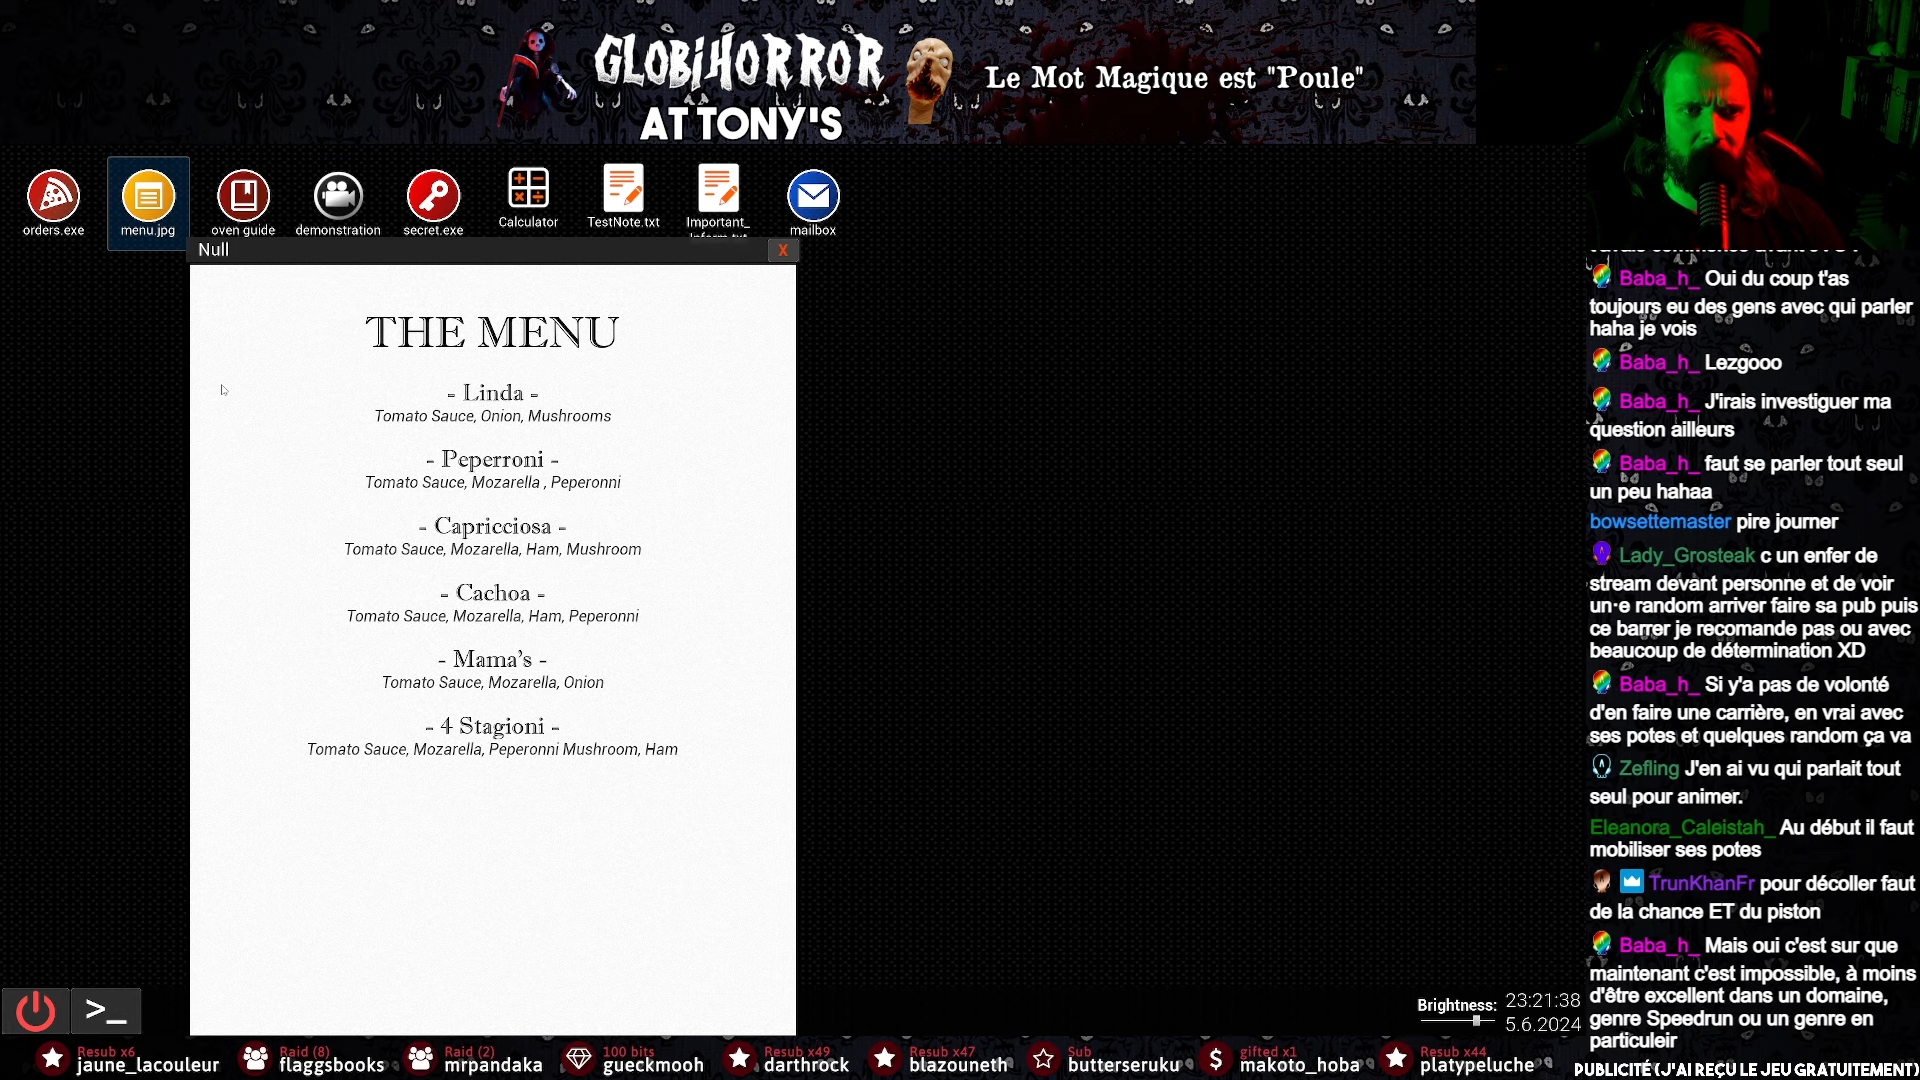 GLOBIHORROR
AT TONY'S
Le Mot Magique est "Poule"
orders.exe
menu.jpg
oven guide
demonstration
secret.exe
Calculator
TestNote.txt
Important_
mailbox
Null
X
THE MENU
- Linda -
Tomato Sauce, Onion, Mushrooms
- Peperroni -
Tomato Sauce, Mozarella , Peperonni
- Capricciosa -
Tomato Sauce, Mozarella, Ham, Mushroom
- Cachoa -
Tomato Sauce, Mozarella, Ham, Peperonni
- Mama's -
Tomato Sauce, Mozarella, Onion
- 4 Stagioni -
Tomato Sauce, Mozarella, Peperonni Mushroom, Ham
>_
Brightness:
23:21:38
5.6.2024
Baba_h_ Oui du coup t'as
toujours eu des gens avec qui parler
haha je vois
Baba_h_ Lezgooo
Baba_h_ J'irais investiguer ma
question ailleurs
Baba_h_ faut se parler tout seul
un peu hahaa
bowsettemaster pire journer
Lady_Grosteak c un enfer de
stream devant personne et de voir
un·e random arriver faire sa pub puis
ce barrer je recomande pas ou avec
beaucoup de détermination XD
Baba_h_ Si y'a pas de volonté
d'en faire une carrière, en vrai avec
ses potes et quelques random ça va
Zefling J'en ai vu qui parlait tout
seul pour animer.
Eleanora_Caleistah_ Au début il faut
mobiliser ses potes
TrunKhanFr pour décoller faut
de la chance ET du piston
Baba_h_ Mais oui c'est sur que
maintenant c'est impossible, à moins
d'être excellent dans un domaine,
genre Speedrun ou un genre en
particuleir
Resub x6
jaune_lacouleur
Raid (8)
flaggsbooks
Raid (2)
mrpandaka
100 bits
gueckmooh
Resub x49
darthrock
Resub x47
blazouneth
Sub
butterseruku
gifted x1
makoto_hoba
Resub x44
platypeluche
PUBLICITÉ (J'AI REÇU LE JEU GRATUITEMENT)